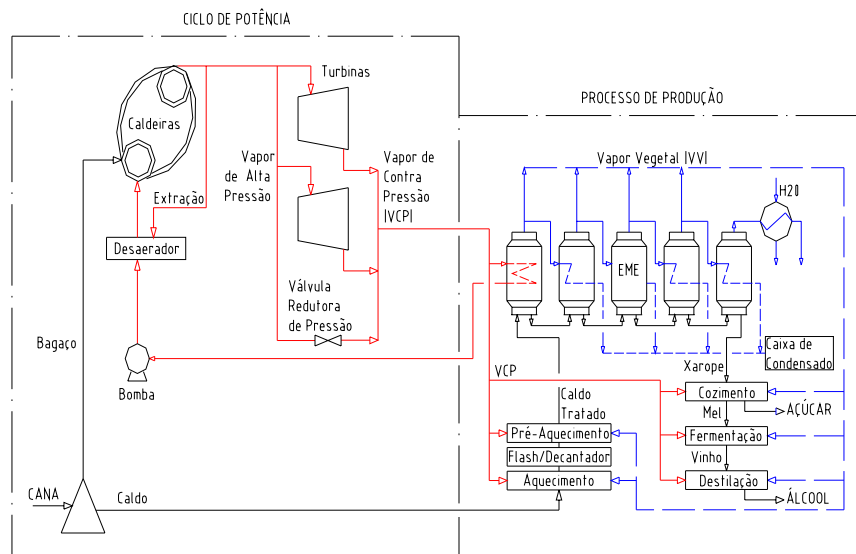 CICLO DE POTÊNCIA
Turbinas
Caldeiras
PROCESSO DE PRODUÇÃO
Vapor
de Alta
Pressão
Vapor de
Contra
Pressão
|VCP|
Vapor Vegetal |VV|
Extração
H20
Desaerador
EME
Válvula
Redutora
de Pressão
Bagaço
Caixa de
Condensado
Bomba
VCP
Xarope
Caldo
Tratado
Cozimento
Mel
AÇÚCAR
Pré-Aquecimento
Fermentação
Flash/Decantador
Vinho
Aquecimento
Destilação
CANA
Caldo
ÁLCOOL